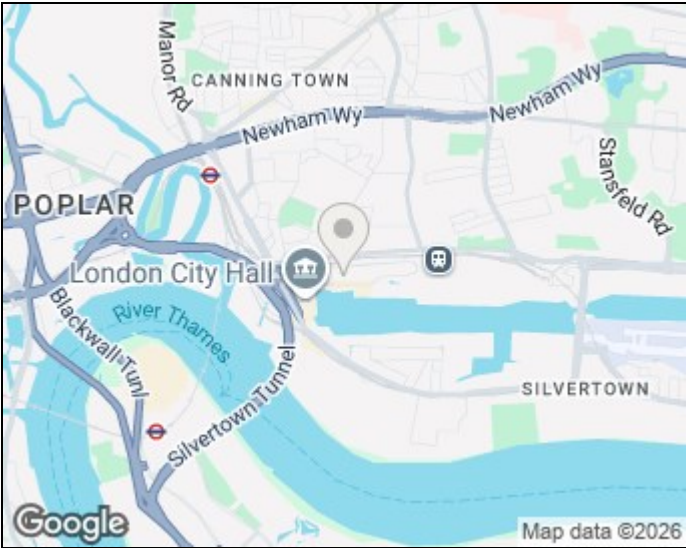 Manor Rd
CANNING TOWN
Newham Wy
Newham Wy
Stansfeld Rd
POPLAR
London City Hall
River Thames
Blackwall Tunl
Silvertown Tunnel
SILVERTOWN
Google
Map data ©2026